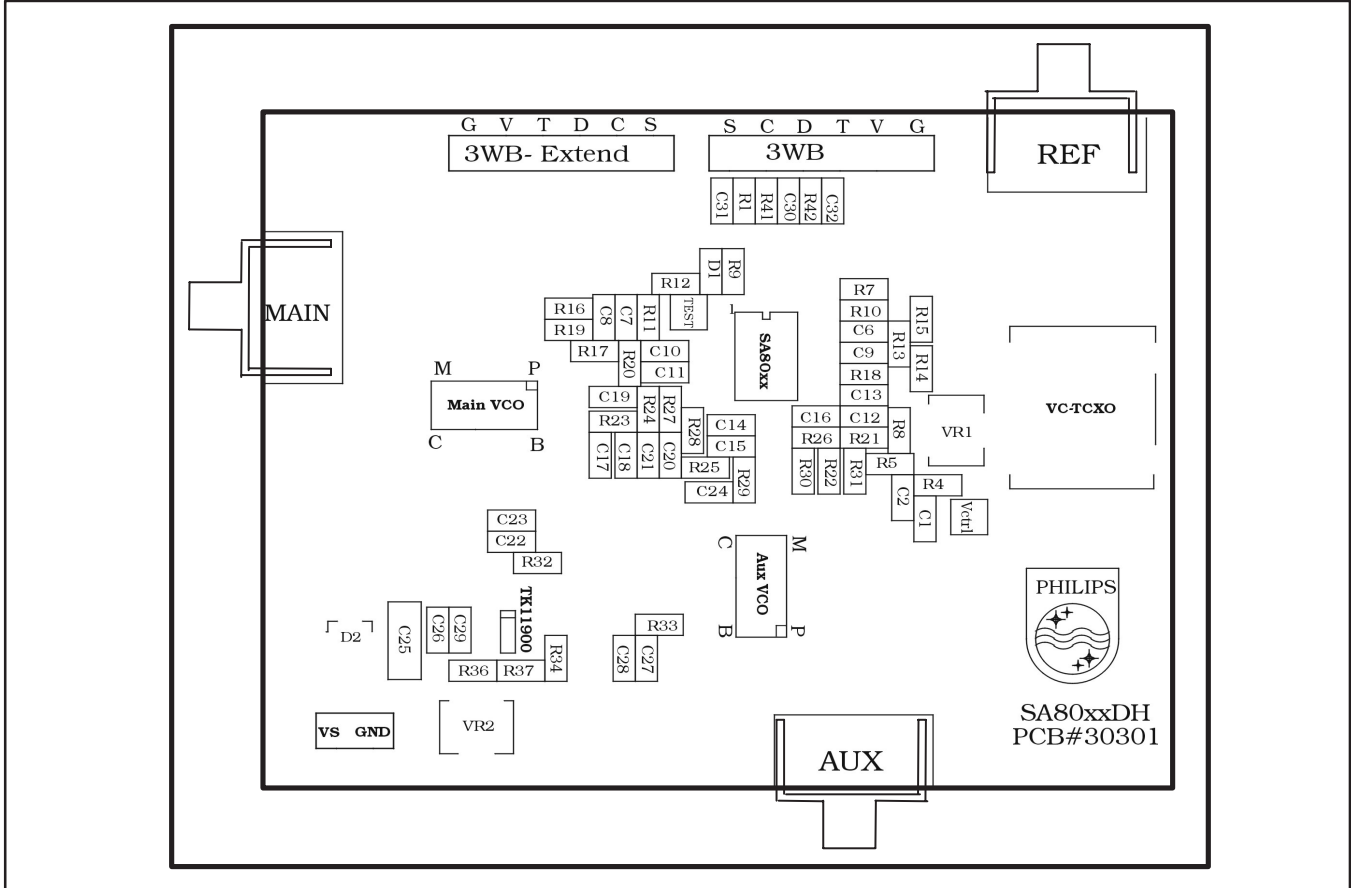 G V T D C S
S C D T V G
3WB- Extend
3WB
REF
C31
R1
R41
C30
R42
C32
MAIN
D1
R9
R12
TEST
1
SA80xx
R16
R19
C8
C7
R11
R17
R20
C10
C11
R7
R10
C6
C9
R18
C13
R13
R15
R14
M
P
Main VCO
C
B
C19
R23
R24
R27
C17
C18
C21
C20
R28
C14
C15
R25
C24
R29
C16
C12
R26
R21
R8
R30
R22
R31
R5
R4
C2
C1
VR1
VC-TCXO
Vctrl
C23
C22
R32
C
M
Aux VCO
B
P
PHILIPS
SA80xxDH
PCB#30301
D2
C25
C26
C29
TK11900
R36
R37
R34
R33
C28
C27
VS GND
VR2
AUX